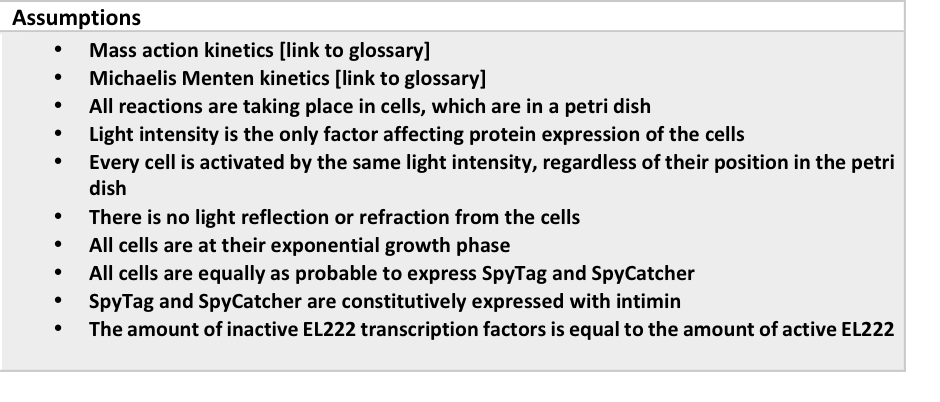 Assumptions
• Mass action kinetics [link to glossary]
• Michaelis Menten kinetics [link to glossary]
• All reactions are taking place in cells, which are in a petri dish
• Light intensity is the only factor affecting protein expression of the cells
• Every cell is activated by the same light intensity, regardless of their position in the petri
dish
• There is no light reflection or refraction from the cells
• All cells are at their exponential growth phase
• All cells are equally as probable to express SpyTag and SpyCatcher
• SpyTag and SpyCatcher are constitutively expressed with intimin
• The amount of inactive EL222 transcription factors is equal to the amount of active EL222